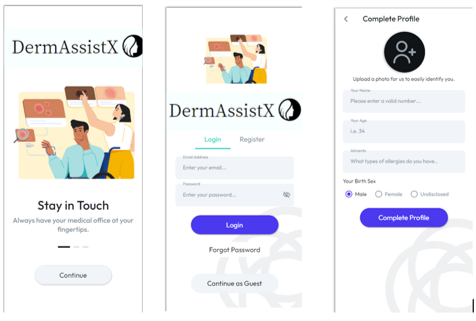 DermAssistX
Stay in Touch
Always have your medical office at your
fingertips.
Continue
DermAssistX
Login
Register
Email Address
Enter your email...
Password
Enter your password...
Login
Forgot Password
Continue as Guest
Complete Profile
Upload a photo for us to easily identify you.
Your Name
Please enter a valid number...
Your Age
i.e. 34
Ailments
What types of allergies do you have..
Your Birth Sex
Male
Female
Undisclosed
Complete Profile